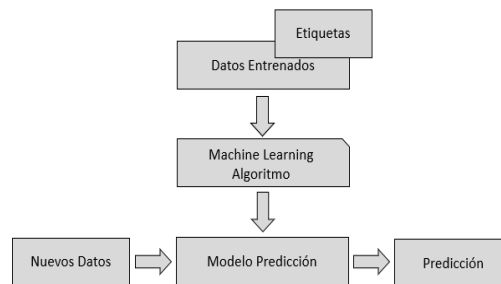 Etiquetas
Datos Entrenados
Machine Learning
Algoritmo
Nuevos Datos
Modelo Predicción
Predicción